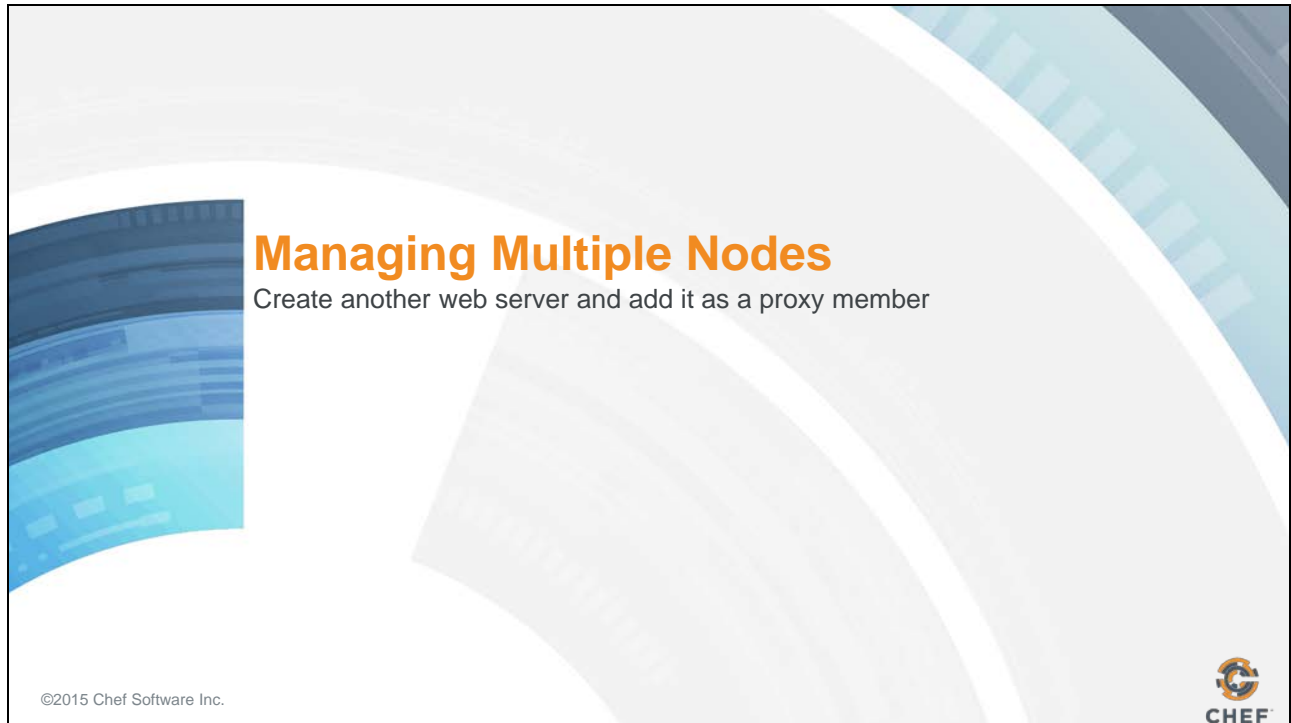 Managing Multiple Nodes
Create another web server and add it as a proxy member
©2015 Chef Software Inc.
CHEF